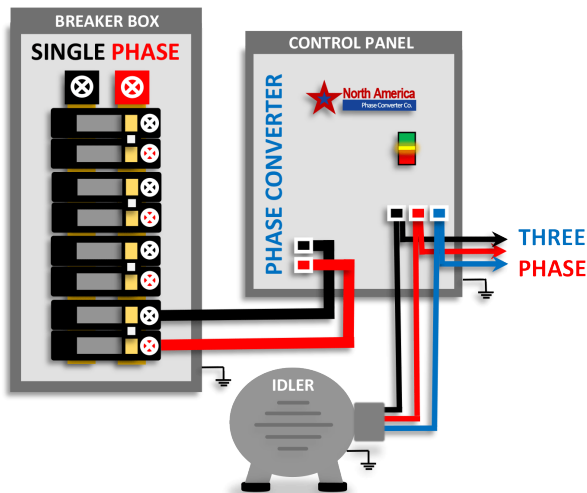 BREAKER BOX
SINGLE PHASE
CONTROL PANEL
PHASE CONVERTER
North America
Phase Converter Co.
THREE
PHASE
IDLER